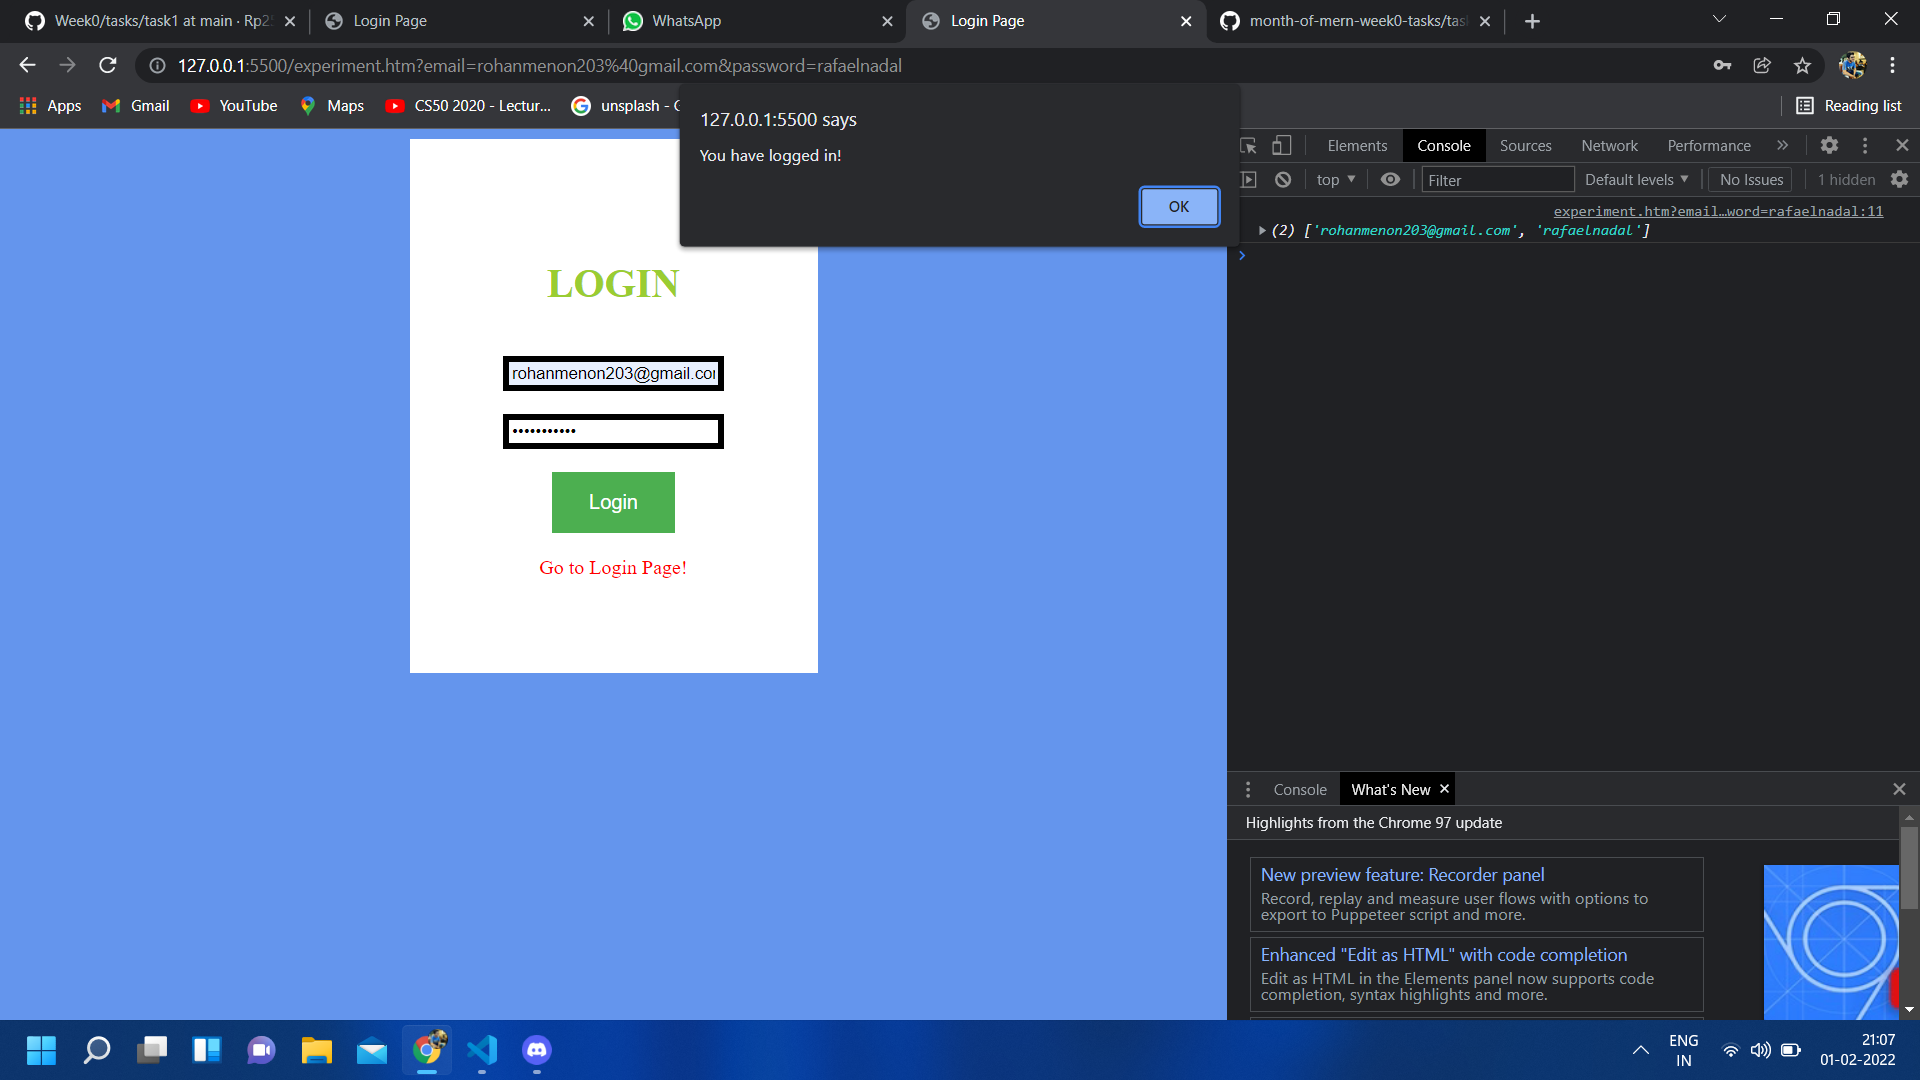 Week0/tasks/task1 at main · Rp25
Login Page
WhatsApp
Login Page
month-of-mern-week0-tasks/tas
127.0.0.1:5500/experiment.htm?email=rohanmenon203%40gmail.com&password=rafaelnadal
Apps
Gmail
YouTube
Maps
CS50 2020 - Lectur...
unsplash - G
Reading list
127.0.0.1:5500 says
You have logged in!
OK
LOGIN
rohanmenon203@gmail.com
•••••••••••
Login
Go to Login Page!
Elements
Console
Sources
Network
Performance
top
Filter
Default levels
No Issues
1 hidden
experiment.htm?email…word=rafaelnadal:11
(2) ['rohanmenon203@gmail.com', 'rafaelnadal']
Console
What's New
Highlights from the Chrome 97 update
New preview feature: Recorder panel
Record, replay and measure user flows with options to
export to Puppeteer script and more.
Enhanced "Edit as HTML" with code completion
Edit as HTML in the Elements panel now supports code
completion, syntax highlights and more.
ENG
IN
21:07
01-02-2022